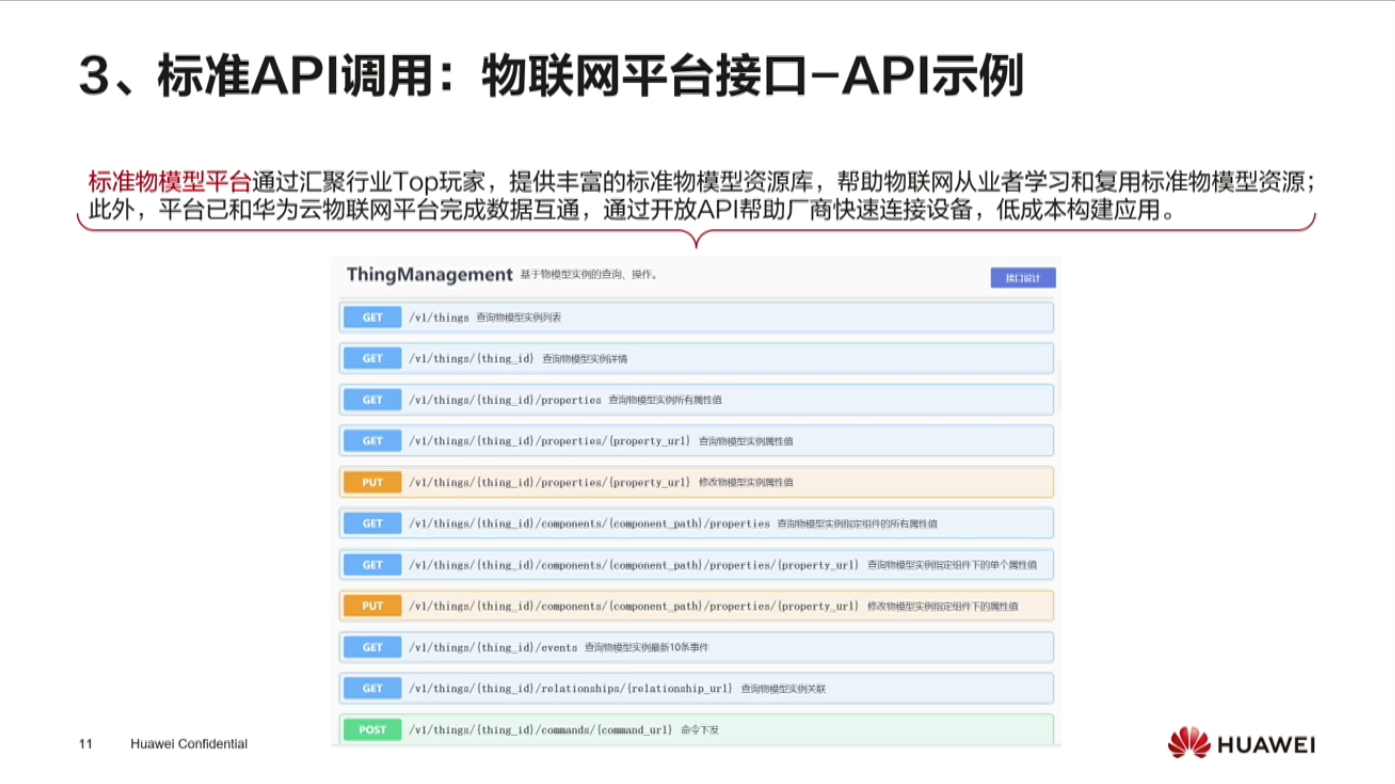 3、标准API调用：物联网平台接口-API示例
标准物模型平台通过汇聚行业Top玩家，提供丰富的标准物模型资源库，帮助物联网从业者学习和复用标准物模型资源；
此外，平台已和华为云物联网平台完成数据互通，通过开放API帮助厂商快速连接设备，低成本构建应用。
ThingManagement 基于物模型实例的查询、操作。 接口设计
GET /v1/things 查询物模型实例列表
GET /v1/things/{thing_id} 查询物模型实例详情
GET /v1/things/{thing_id}/properties 查询物模型实例所有属性值
GET /v1/things/{thing_id}/properties/{property_url} 查询物模型实例属性值
PUT /v1/things/{thing_id}/properties/{property_url} 修改物模型实例属性值
GET /v1/things/{thing_id}/components/{component_path}/properties 查询物模型实例指定组件的所有属性值
GET /v1/things/{thing_id}/components/{component_path}/properties/{property_url} 查询物模型实例指定组件下的单个属性值
PUT /v1/things/{thing_id}/components/{component_path}/properties/{property_url} 修改物模型实例指定组件下的属性值
GET /v1/things/{thing_id}/events 查询物模型实例最新10条事件
GET /v1/things/{thing_id}/relationships/{relationship_url} 查询物模型实例关联
POST /v1/things/{thing_id}/commands/{command_url} 命令下发
11 Huawei Confidential
HUAWEI